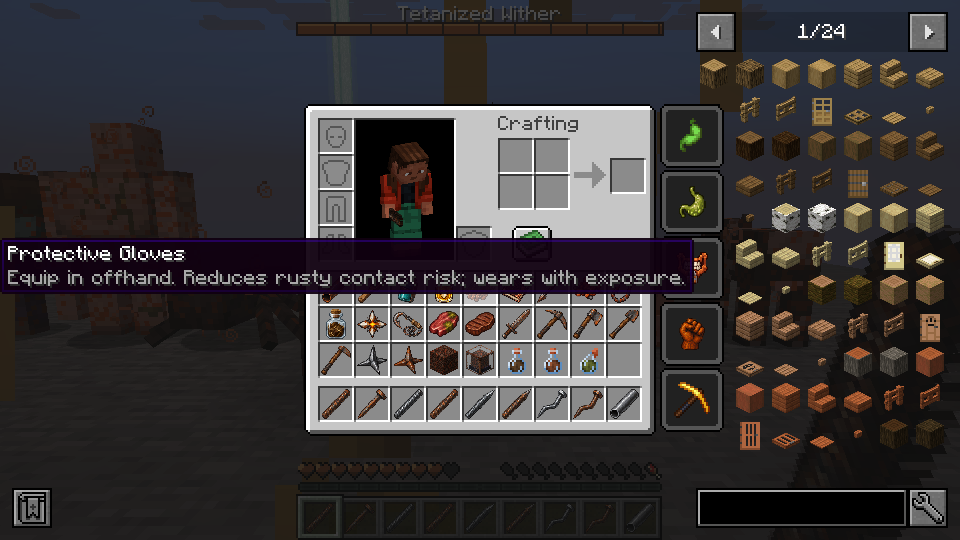 Tetanized Wither
1/24
Crafting
Protective Gloves
Equip in offhand. Reduces rusty contact risk; wears with exposure.